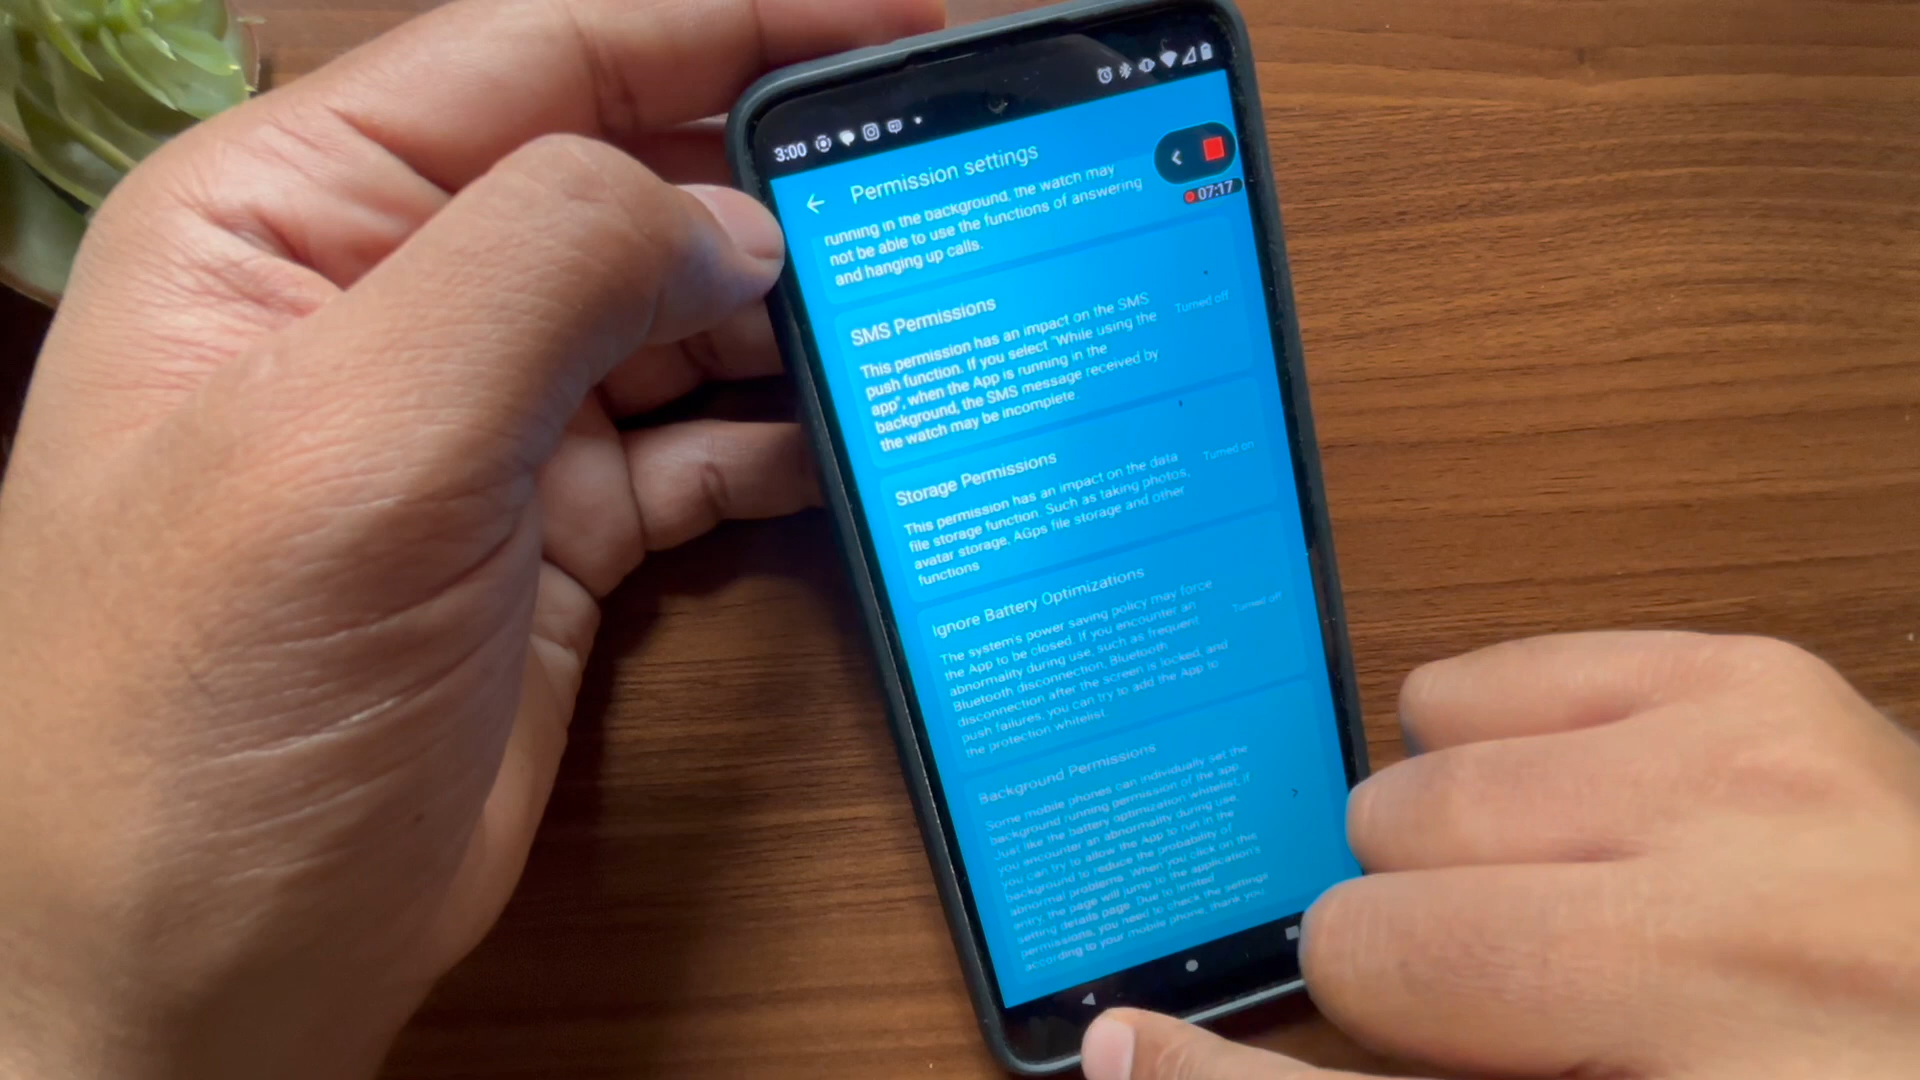 3:00
Permission settings
07:17
running in the background, the watch may
not be able to use the functions of answering
and hanging up calls.
SMS Permissions
This permission has an impact on the SMS
push function. If you select "While using the
app", when the App is running in the
background, the SMS message received by
the watch may be incomplete.
Turned off
Storage Permissions
This permission has an impact on the data
file storage function. Such as taking photos,
avatar storage, AGps file storage and other
functions
Turned on
Ignore Battery Optimizations
The system's power saving policy may force
the App to be closed. If you encounter an
abnormality during use, such as frequent
Bluetooth disconnection, Bluetooth
disconnection after the screen is locked, and
push failures, you can try to add the App to
the protection whitelist.
Turned off
Background Permissions
Some mobile phones can individually set the
background running permission of the app.
Just like the battery optimization whitelist, if
you encounter an abnormality during use,
you can try to allow the App to run in the
background to reduce the probability of
abnormal problems. When you click on this
entry, the page will jump to the application's
setting details page. Due to limited
permissions, you need to check the settings
according to your mobile phone, thank you.